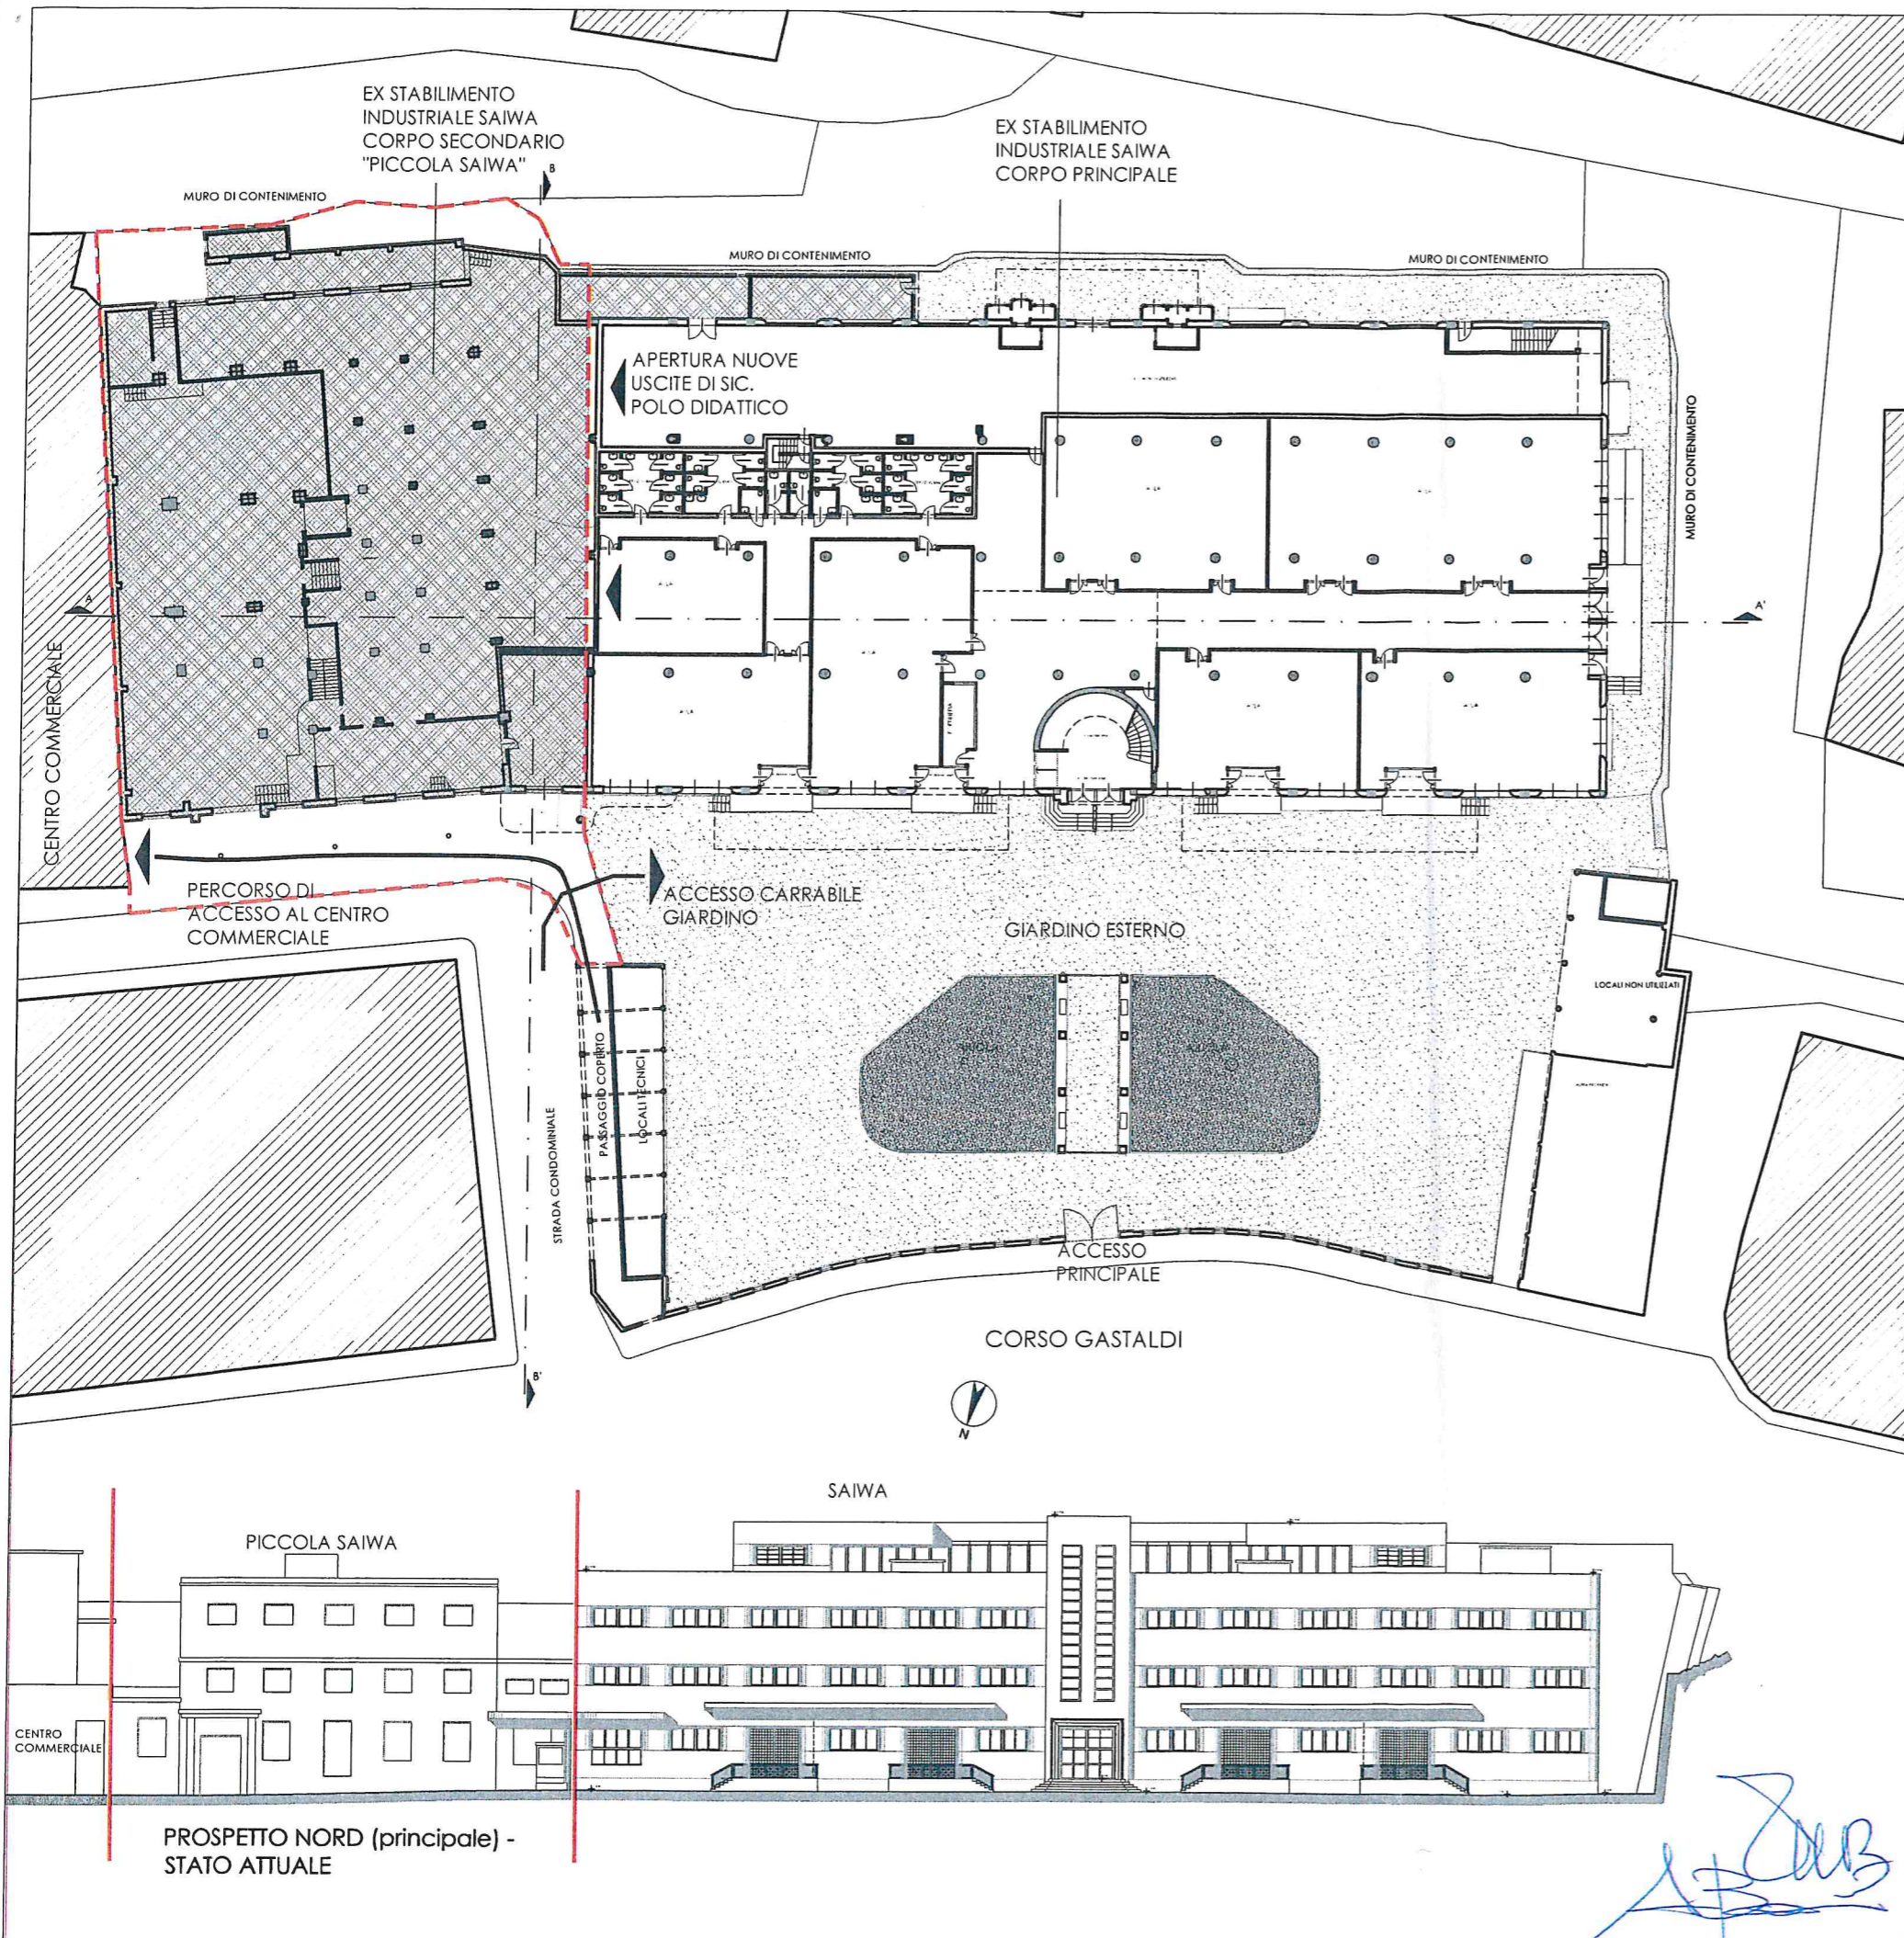 EX STABILIMENTO
INDUSTRIALE SAIWA
CORPO SECONDARIO
"PICCOLA SAIWA"
EX STABILIMENTO
INDUSTRIALE SAIWA
CORPO PRINCIPALE
B
MURO DI CONTENIMENTO
MURO DI CONTENIMENTO
MURO DI CONTENIMENTO
APERTURA NUOVE
USCITE DI SIC.
POLO DIDATTICO
MURO DI CONTENIMENTO
A
A'
CENTRO COMMERCIALE
PERCORSO DI
ACCESSO AL CENTRO
COMMERCIALE
ACCESSO CARRABILE
GIARDINO
GIARDINO ESTERNO
LOCALI NON UTILIZZATI
STRADA CONDOMINIALE
PASSAGGIO COPERTO
LOCALI TECNICI
ACCESSO
PRINCIPALE
CORSO GASTALDI
B'
N
SAIWA
PICCOLA SAIWA
CENTRO
COMMERCIALE
PROSPETTO NORD (principale) -
STATO ATTUALE